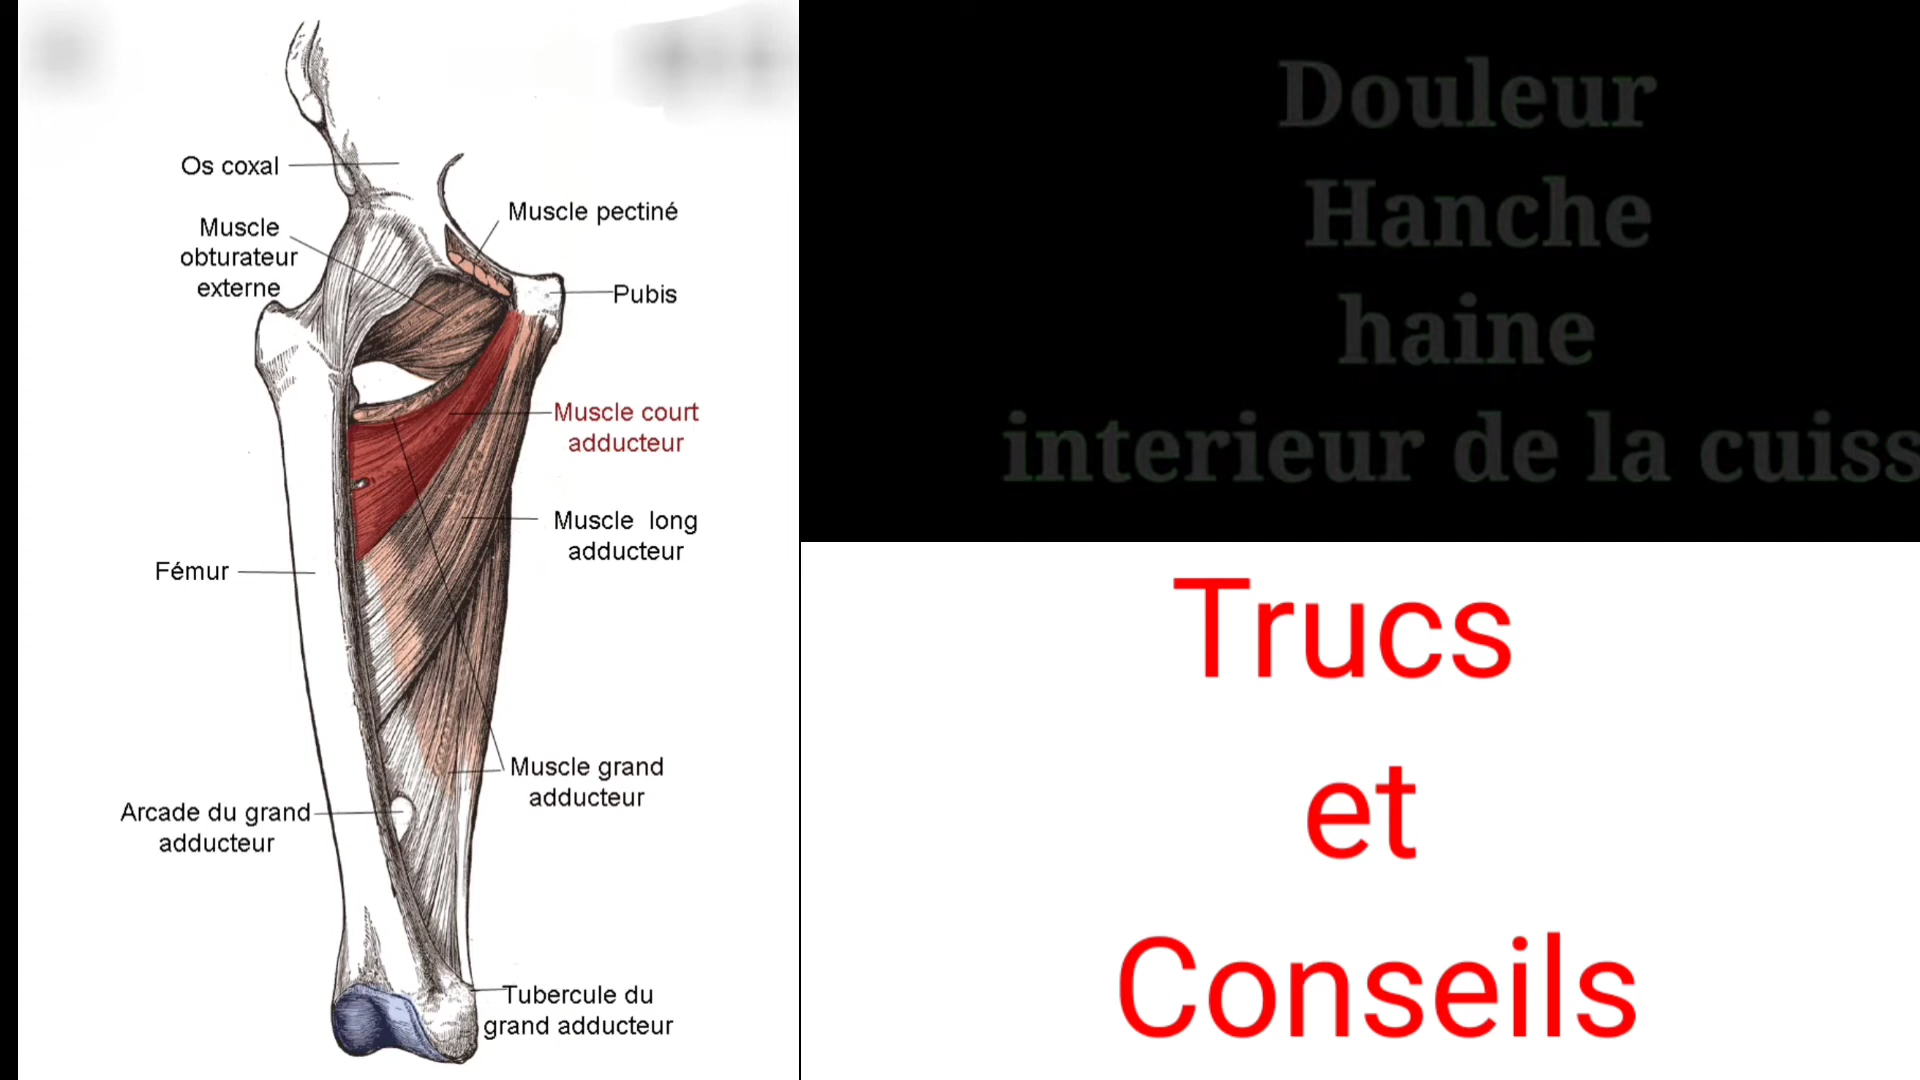 Os coxal
Muscle
obturateur
externe
Muscle pectiné
Pubis
Muscle court
adducteur
Muscle long
adducteur
Fémur
Muscle grand
adducteur
Arcade du grand
adducteur
Tubercule du
grand adducteur
Douleur
Hanche
haine
interieur de la cuiss
Trucs
et
Conseils